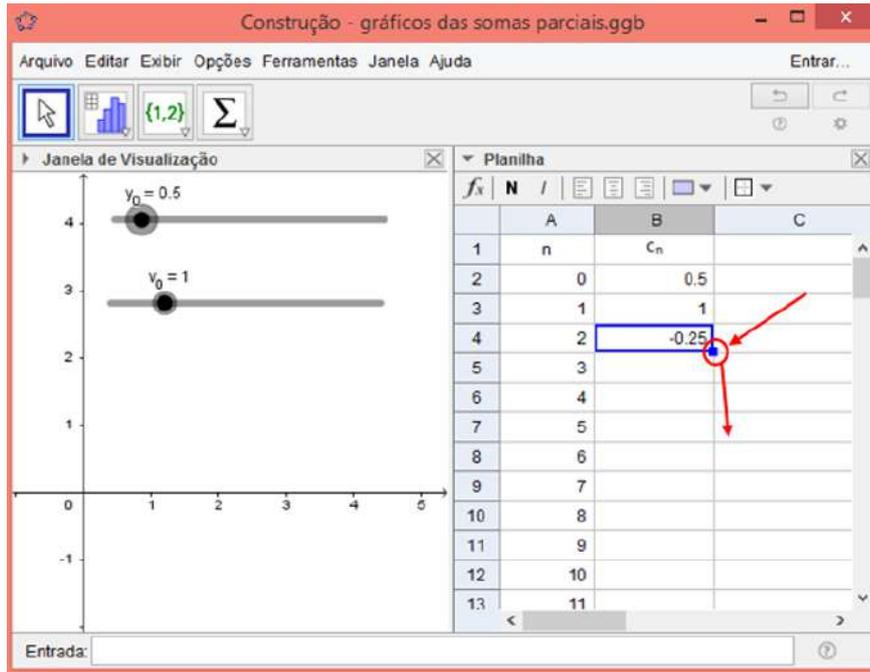 Construção - gráficos das somas parciais.ggb
Arquivo Editar Exibir Opções Ferramentas Janela Ajuda Entrar...
{1,2} Σ
Janela de Visualização
y0 = 0.5
v0 = 1
4
3
2
1
0 1 2 3 4 5
-1
Planilha
fx N I
A B C
1 n cn
2 0 0.5
3 1 1
4 2 -0.25
5 3
6 4
7 5
8 6
9 7
10 8
11 9
12 10
13 11
Entrada: